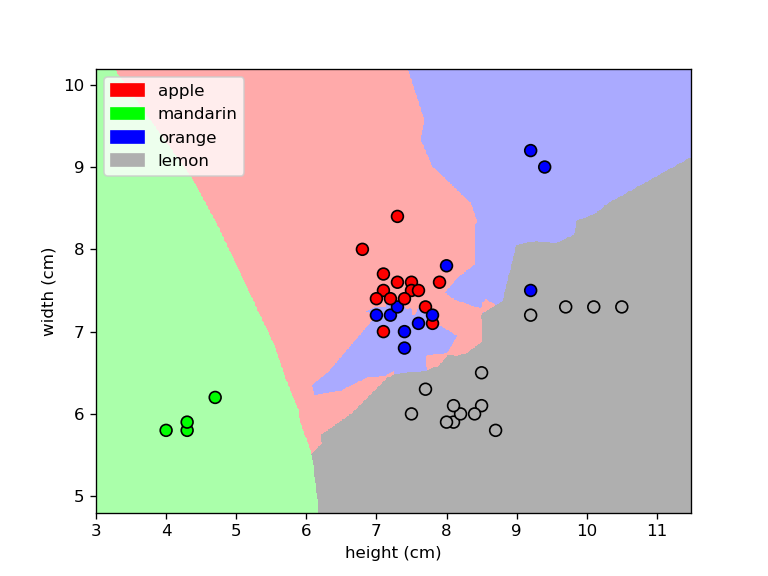 apple
mandarin
orange
lemon
10
9
8
7
6
5
width (cm)
3 4 5 6 7 8 9 10 11
height (cm)